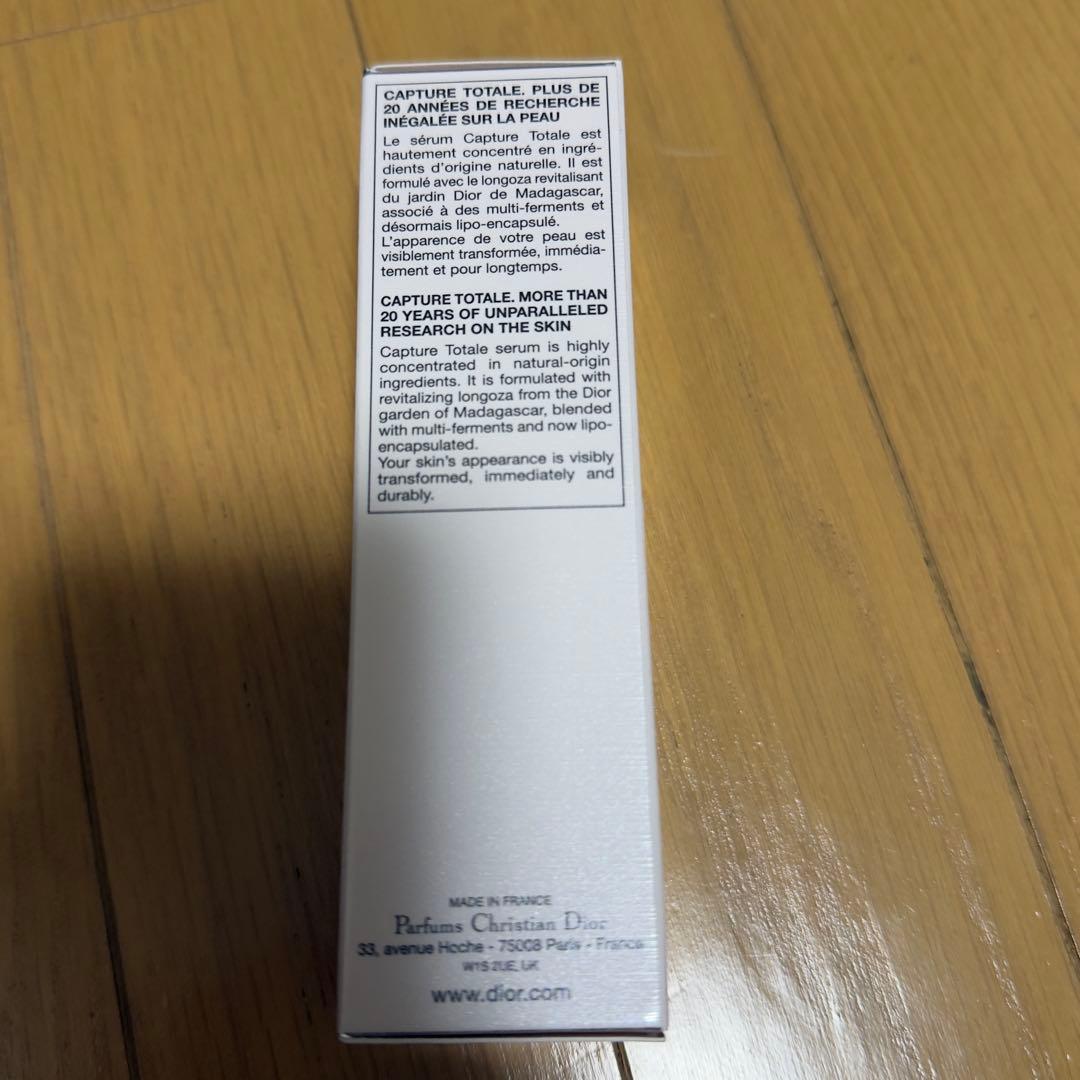 CAPTURE TOTALE. PLUS DE
20 ANNÉES DE RECHERCHE
INÉGALÉE SUR LA PEAU
Le sérum Capture Totale est
hautement concentré en ingré-
dients d'origine naturelle. Il est
formulé avec le longoza revitalisant
du jardin Dior de Madagascar,
associé à des multi-ferments et
désormais lipo-encapsulé.
L'apparence de votre peau est
visiblement transformée, immédia-
tement et pour longtemps.
CAPTURE TOTALE. MORE THAN
20 YEARS OF UNPARALLELED
RESEARCH ON THE SKIN
Capture Totale serum is highly
concentrated in natural-origin
ingredients. It is formulated with
revitalizing longoza from the Dior
garden of Madagascar, blended
with multi-ferments and now lipo-
encapsulated.
Your skin's appearance is visibly
transformed, immediately and
durably.
MADE IN FRANCE
Parfums Christian Dior
33, avenue Hoche - 75008 Paris - France
W1S 2UE, UK
www.dior.com